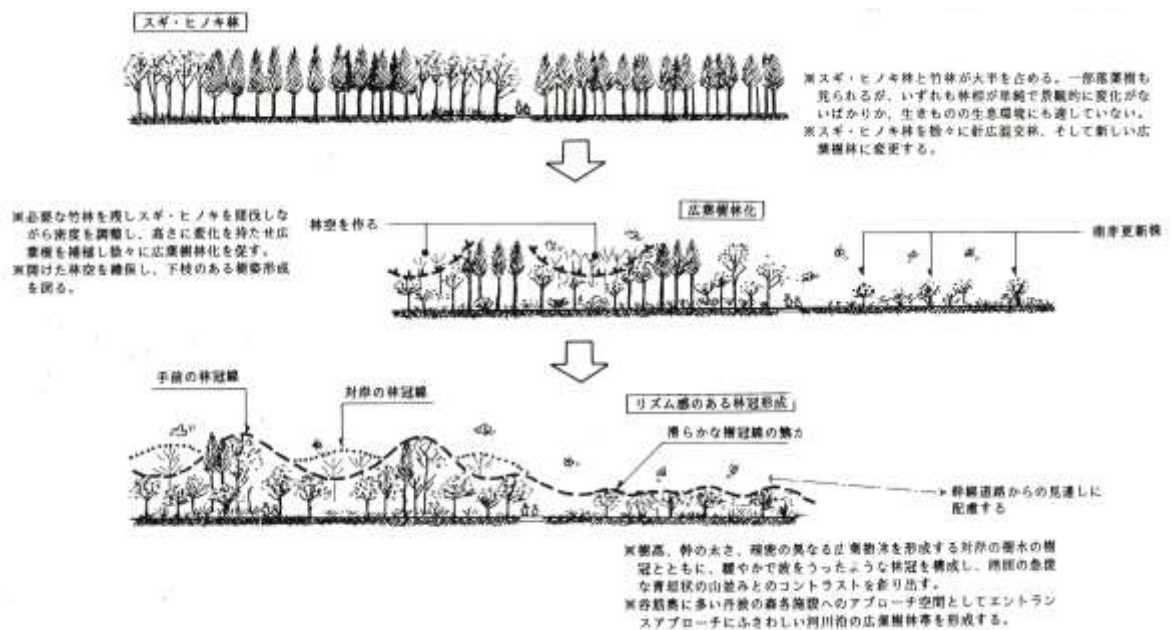 スギ・ヒノキ林
※スギ・ヒノキ林と竹林が大半を占める。一部落葉樹も
見られるが、いずれも林相が単純で景観的に変化がな
いばかりか、生きものの生息環境にも適していない。
※スギ・ヒノキ林を徐々に針広混交林、そして新しい広
葉樹林に変更する。
※必要な竹林を残しスギ・ヒノキを間伐しな
がら密度を調整し、高さに変化を持たせ広
葉樹を補植し徐々に広葉樹林化を促す。
※開けた林空を確保し、下枝のある樹姿形成
を図る。
林空を作る
広葉樹林化
更新
手前の林冠線
対岸の林冠線
リズム感のある林冠形成
滑らかな樹冠線の
幹線道路からの見通しに
配慮する
※樹高、幹の太さ、の異なる広葉樹林を形成する対岸の樹木の樹
冠とともに、緩やかで波をうったような林冠を構成し、周囲の急峻
な青垣状の山並みとのコントラストを創り出す。
※谷筋奥に多い丹波の森各施設へのアプローチ空間としてエントラン
スアプローチにふさわしい河川沿の広葉樹林帯を形成する。